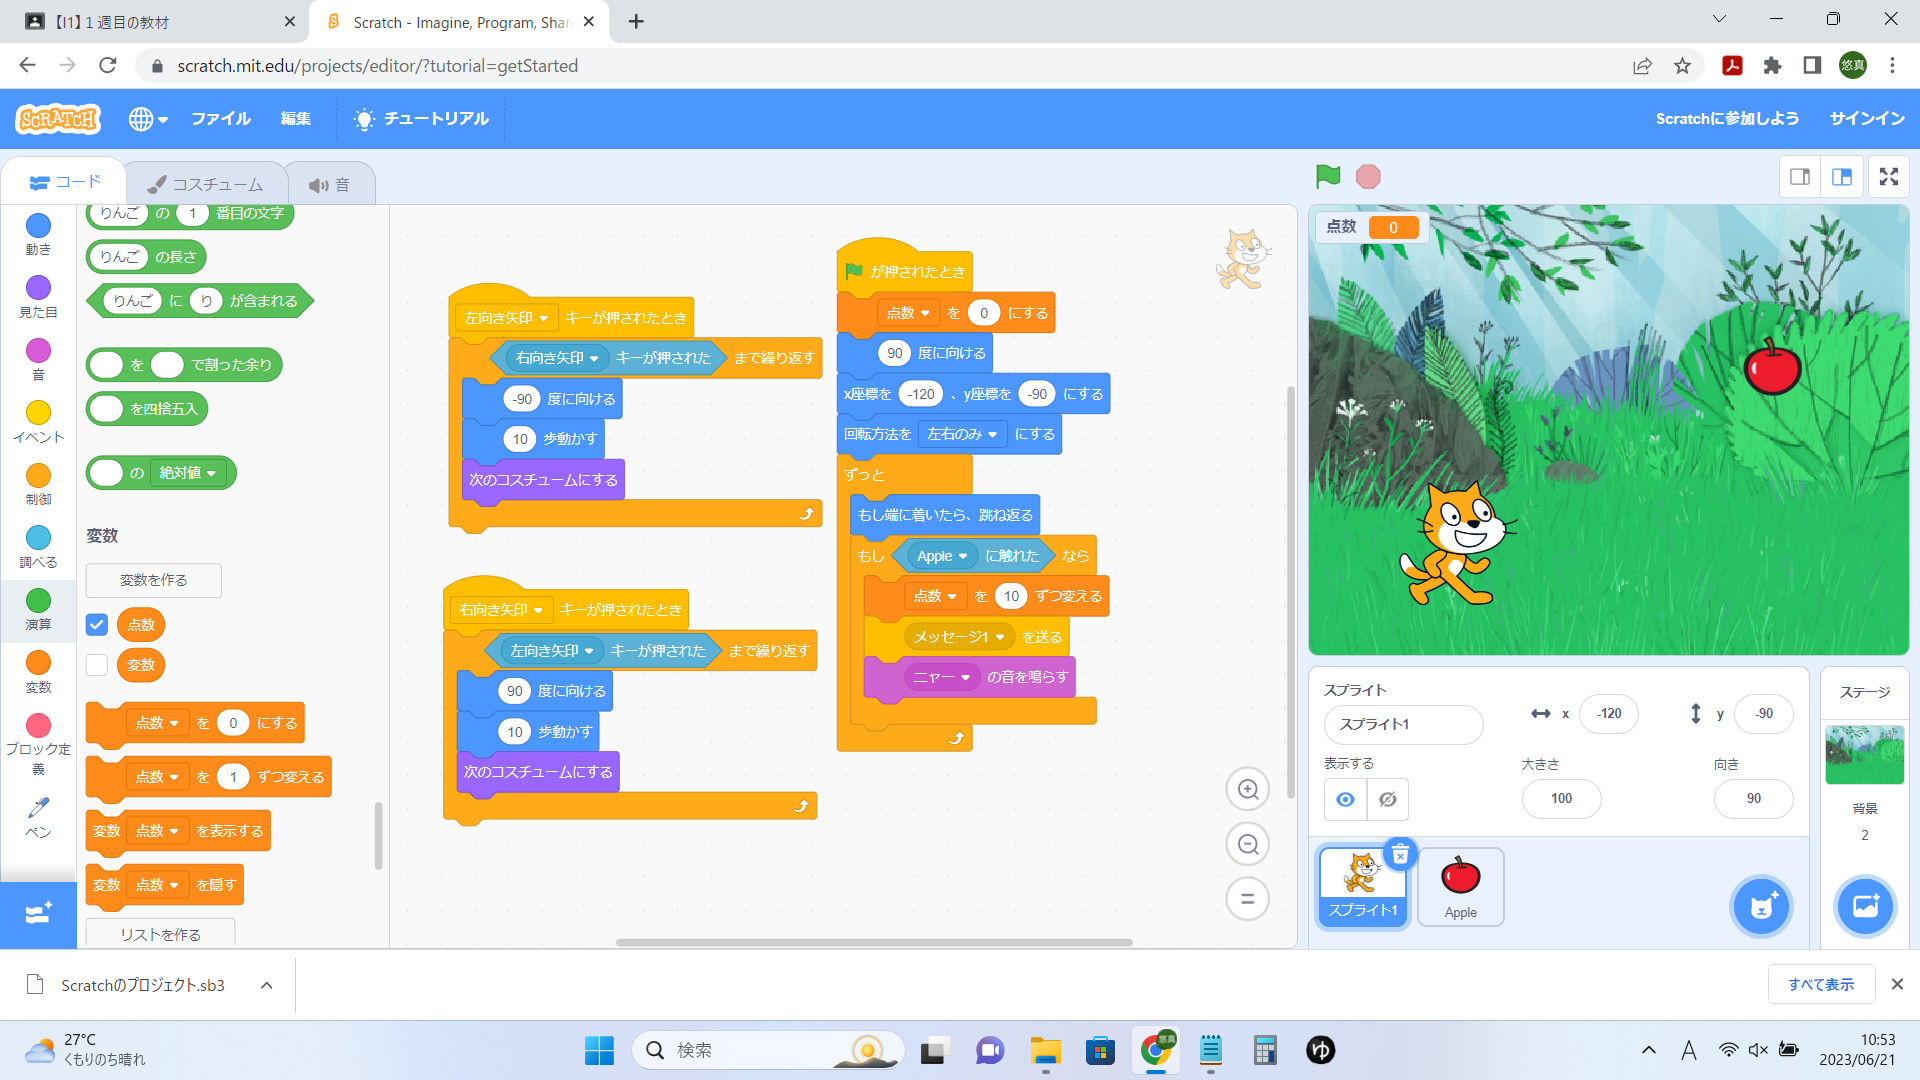 【I1】１週目の教材
Scratch - Imagine, Program, Shar
scratch.mit.edu/projects/editor/?tutorial=getStarted
悠真
SCRATCH
ファイル
編集
チュートリアル
Scratchに参加しよう
サインイン
コード
コスチューム
音
動き
見た目
音
イベント
制御
調べる
演算
変数
ブロック定義
ペン
りんご の 1 番目の文字
りんご の長さ
りんご に り が含まれる
を で割った余り
を四捨五入
の 絶対値
変数
変数を作る
点数
変数
点数 を 0 にする
点数 を 1 ずつ変える
変数 点数 を表示する
変数 点数 を隠す
リストを作る
左向き矢印 キーが押されたとき
右向き矢印 キーが押された まで繰り返す
-90 度に向ける
10 歩動かす
次のコスチュームにする
右向き矢印 キーが押されたとき
左向き矢印 キーが押された まで繰り返す
90 度に向ける
10 歩動かす
次のコスチュームにする
が押されたとき
点数 を 0 にする
90 度に向ける
x座標を -120 、y座標を -90 にする
回転方法を 左右のみ にする
ずっと
もし端に着いたら、跳ね返る
もし Apple に触れた なら
点数 を 10 ずつ変える
メッセージ1 を送る
ニャー の音を鳴らす
点数 0
スプライト
スプライト1
x -120
y -90
表示する
大きさ
100
向き
90
スプライト1
Apple
ステージ
背景
2
Scratchのプロジェクト.sb3
すべて表示
27°C
くもりのち晴れ
検索
悠真
ゆ
A
10:53
2023/06/21